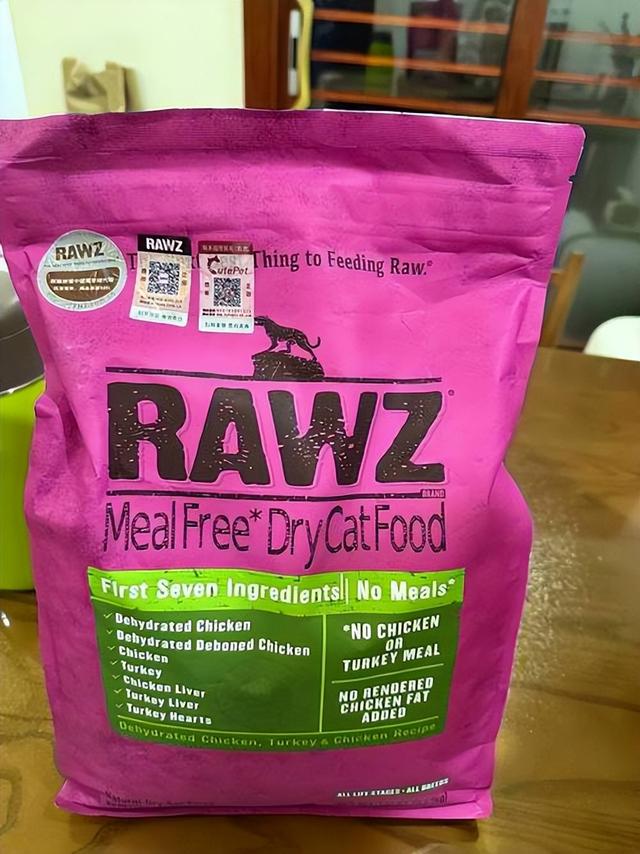 RAWZ
RAWZ
CutePet
Thing to Feeding Raw.®
RAWZ®
BRAND
Meal Free* Dry Cat Food
First Seven Ingredients| No Meals*
✓ Dehydrated Chicken
✓ Dehydrated Deboned Chicken
✓ Chicken
✓ Turkey
✓ Chicken Liver
✓ Turkey Liver
✓ Turkey Hearts
*NO CHICKEN
OR
TURKEY MEAL
NO RENDERED
CHICKEN FAT
ADDED
Dehydrated Chicken, Turkey & Chicken Recipe
ALL LIFE STAGES • ALL BREEDS